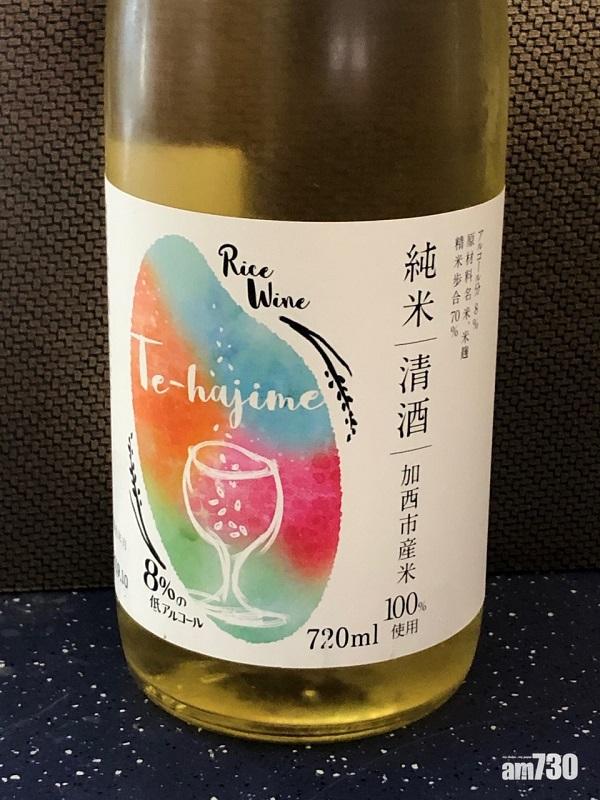 Rice
Wine
Te-hajime
8%の
低アルコール
720ml
純米|清酒|加西市産米
100%
使用
アルコール分 8%
原材料名 米、米麹
精米歩合 70%
am730